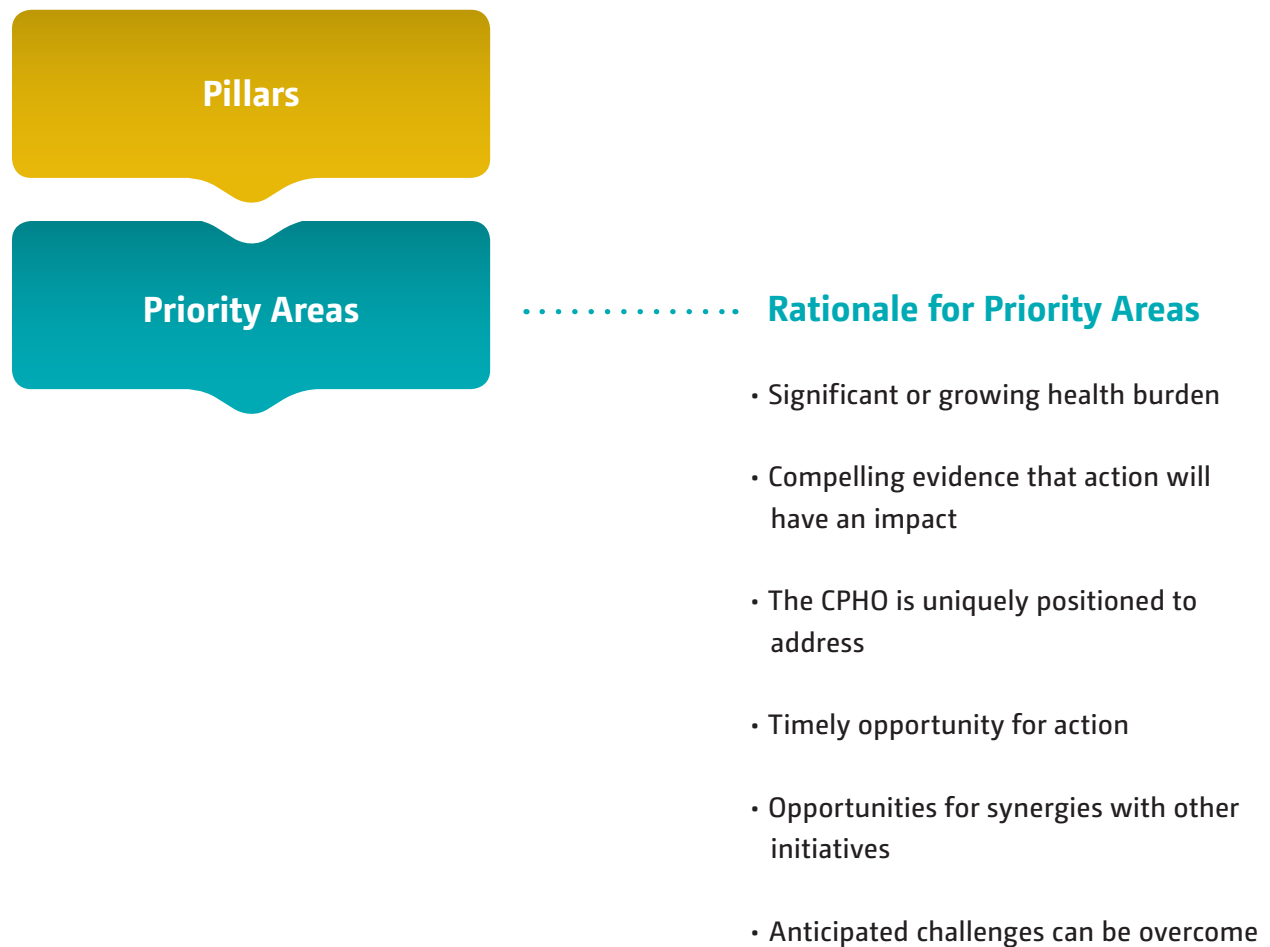 Pillars
Priority Areas
Rationale for Priority Areas
• Significant or growing health burden
• Compelling evidence that action will
have an impact
• The CPHO is uniquely positioned to
address
• Timely opportunity for action
• Opportunities for synergies with other
initiatives
• Anticipated challenges can be overcome